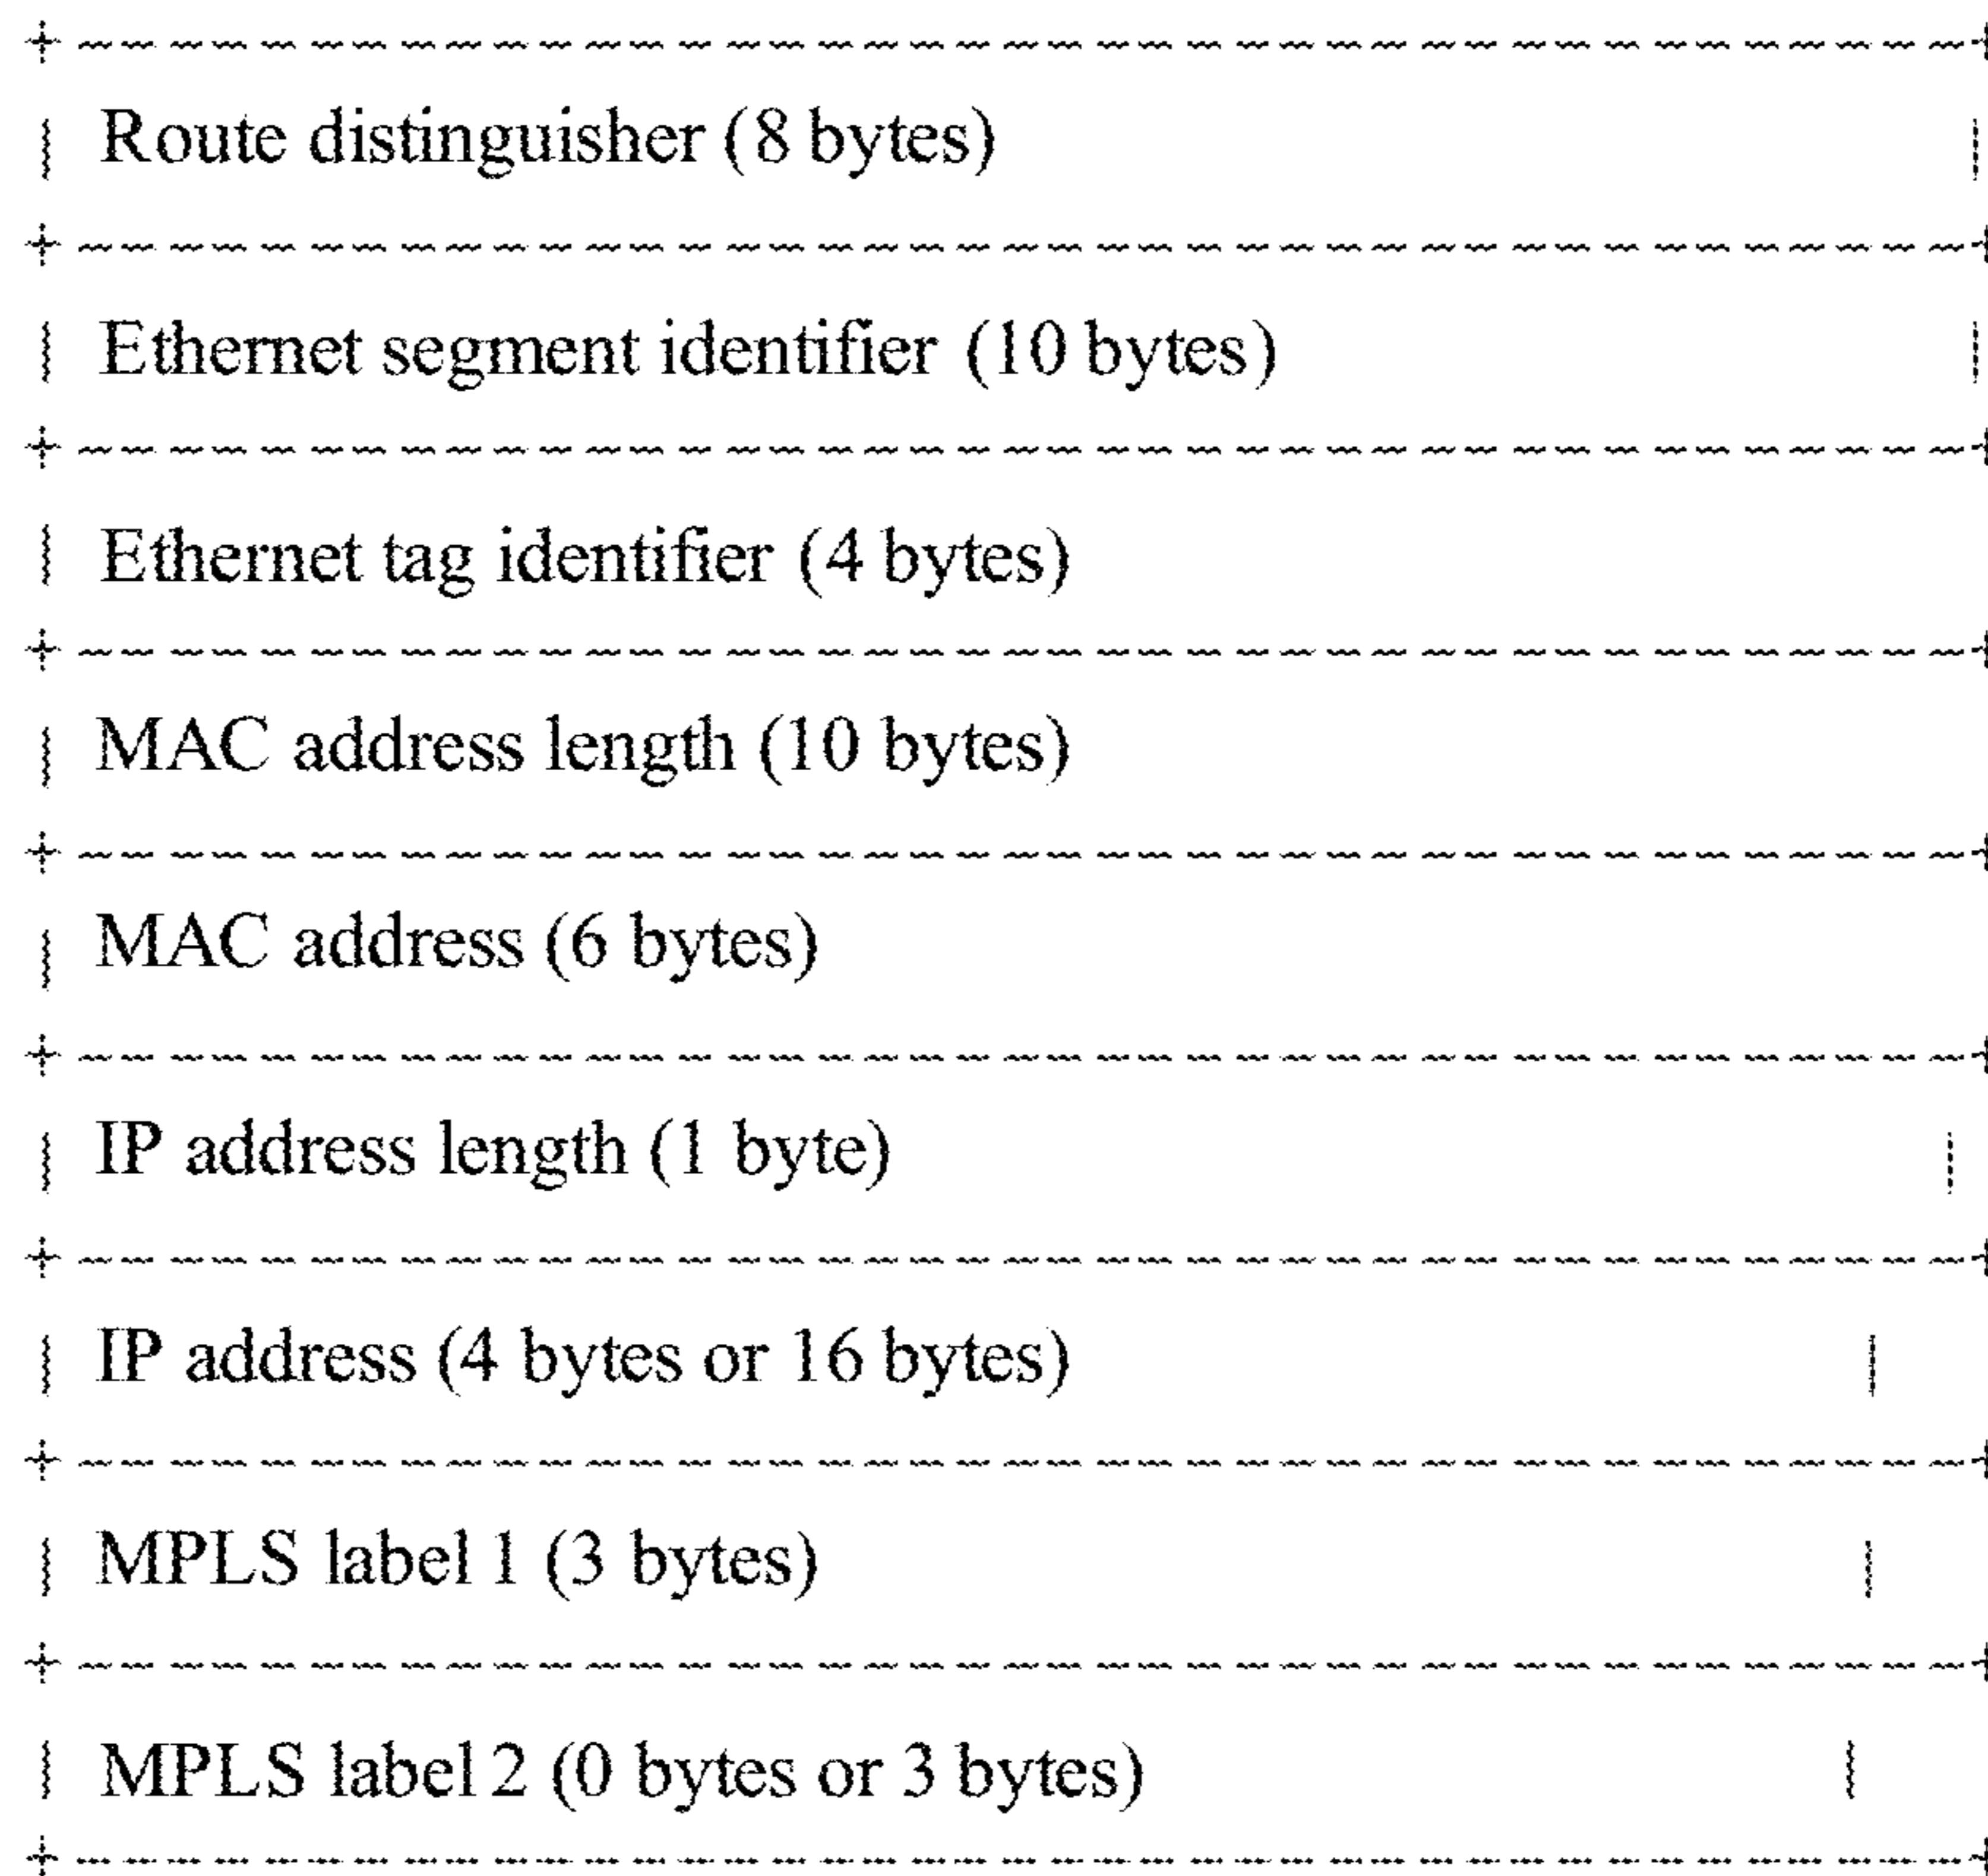 Route distinguisher (8 bytes)
Ethernet segment identifier (10 bytes)
Ethernet tag identifier (4 bytes)
MAC address length (10 bytes)
MAC address (6 bytes)
IP address length (1 byte)
IP address (4 bytes or 16 bytes)
MPLS label 1 (3 bytes)
MPLS label 2 (0 bytes or 3 bytes)